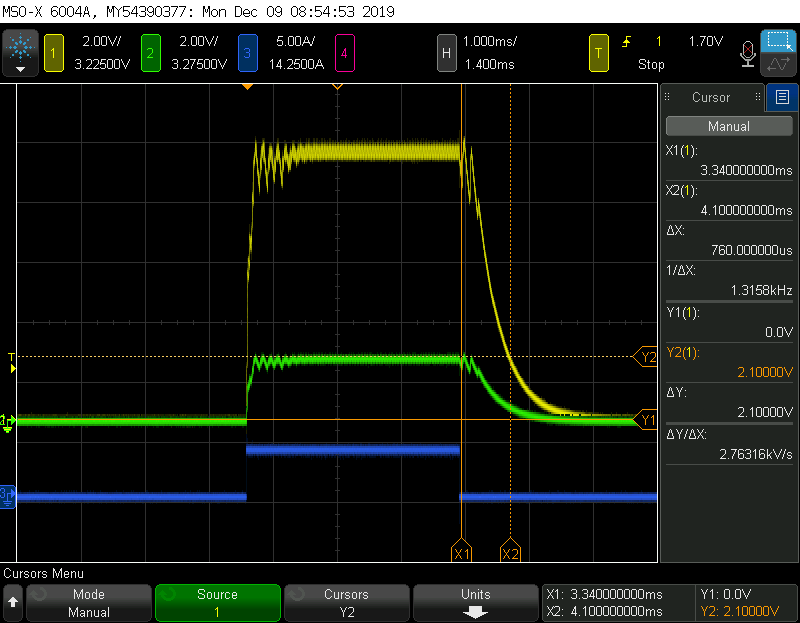 MSO-X 6004A, MY54390377: Mon Dec 09 08:54:53 2019
1 2.00V/ 3.22500V 2 2.00V/ 3.27500V 3 5.00A/ 14.2500A 4 H 1.000ms/ 1.400ms T 1 1.70V Stop
Cursor
Manual
X1(1):
3.340000000ms
X2(1):
4.100000000ms
ΔX:
760.000000us
1/ΔX:
1.3158kHz
Y1(1):
0.0V
Y2(1):
2.10000V
ΔY:
2.10000V
ΔY/ΔX:
2.76316kV/s
T
Y2
Y1
3
X1 X2
Cursors Menu
Mode
Manual
Source
1
Cursors
Y2
Units
X1: 3.340000000ms
X2: 4.100000000ms
Y1: 0.0V
Y2: 2.10000V